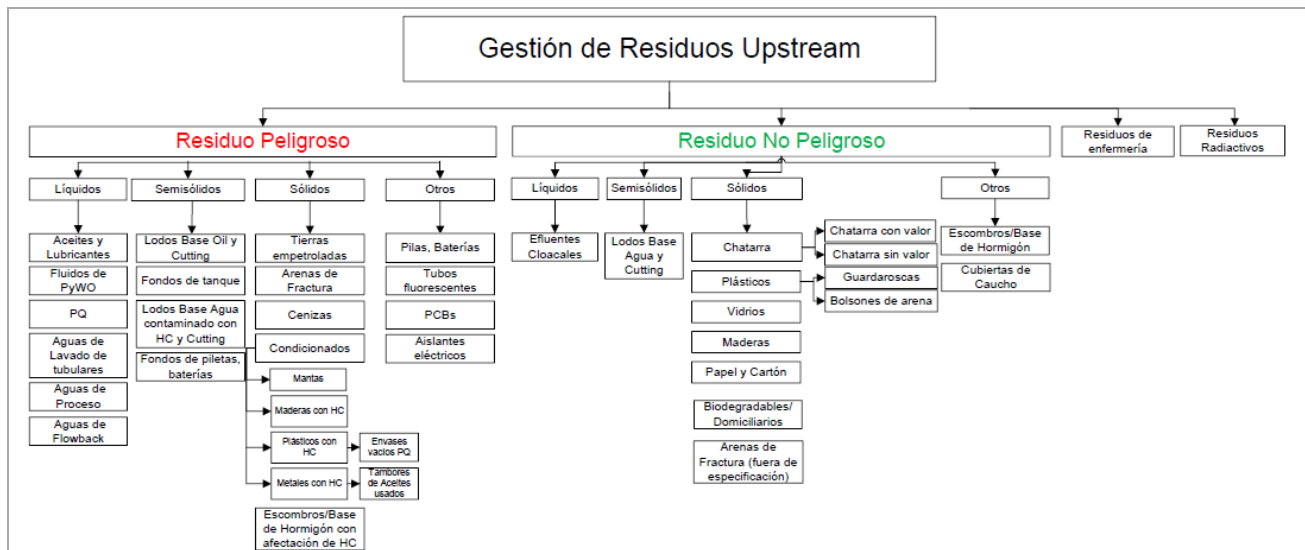 Gestión de Residuos Upstream
Residuo Peligroso
Residuo No Peligroso
Residuos de
enfermería
Residuos
Radiactivos
Líquidos
Semisólidos
Sólidos
Otros
Líquidos
Semisólidos
Sólidos
Otros
Aceites y
Lubricantes
Fluidos de
PyWO
PQ
Aguas de
Lavado de
tubulares
Aguas de
Proceso
Aguas de
Flowback
Lodos Base Oil y
Cutting
Fondos de tanque
Lodos Base Agua
contaminado con
HC y Cutting
Fondos de piletas,
baterías
Tierras
empetroladas
Arenas de
Fractura
Cenizas
Condicionados
Mantas
Maderas con HC
Plásticos con
HC
Envases
vacios PQ
Metales con HC
Tambores
de Aceites
usados
Escombros/Base
de Hormigón con
afectación de HC
Pilas, Baterías
Tubos
fluorescentes
PCBs
Aislantes
eléctricos
Efluentes
Cloacales
Lodos Base
Agua y
Cutting
Chatarra
Chatarra con valor
Chatarra sin valor
Plásticos
Guardaroscas
Bolsones de arena
Vidrios
Maderas
Papel y Cartón
Biodegradables/
Domiciliarios
Arenas de
Fractura (fuera de
especificación)
Escombros/Base
de Hormigón
Cubiertas de
Caucho